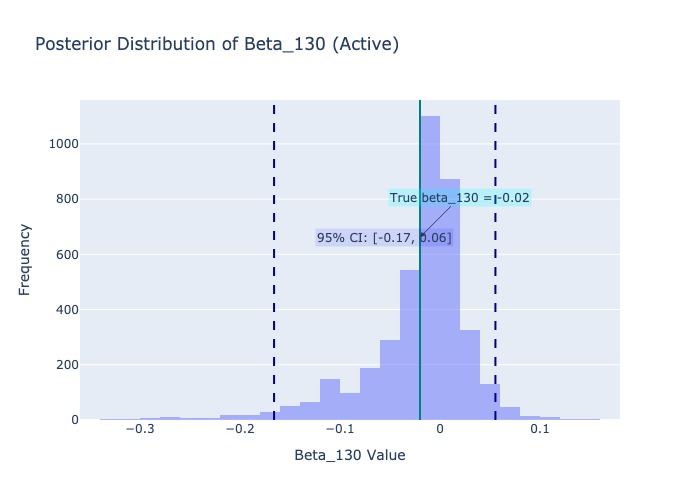 Posterior Distribution of Beta_130 (Active)
1000
800
600
400
200
0
True beta_130 = -0.02
95% CI: [-0.17, 0.06]
−0.3
−0.2
−0.1
0
0.1
Beta_130 Value
Frequency